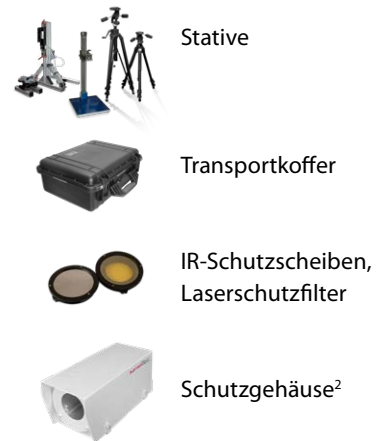 Stative
Transportkoffer
IR-Schutzscheiben,
Laserschutzfilter
Schutzgehäuse²